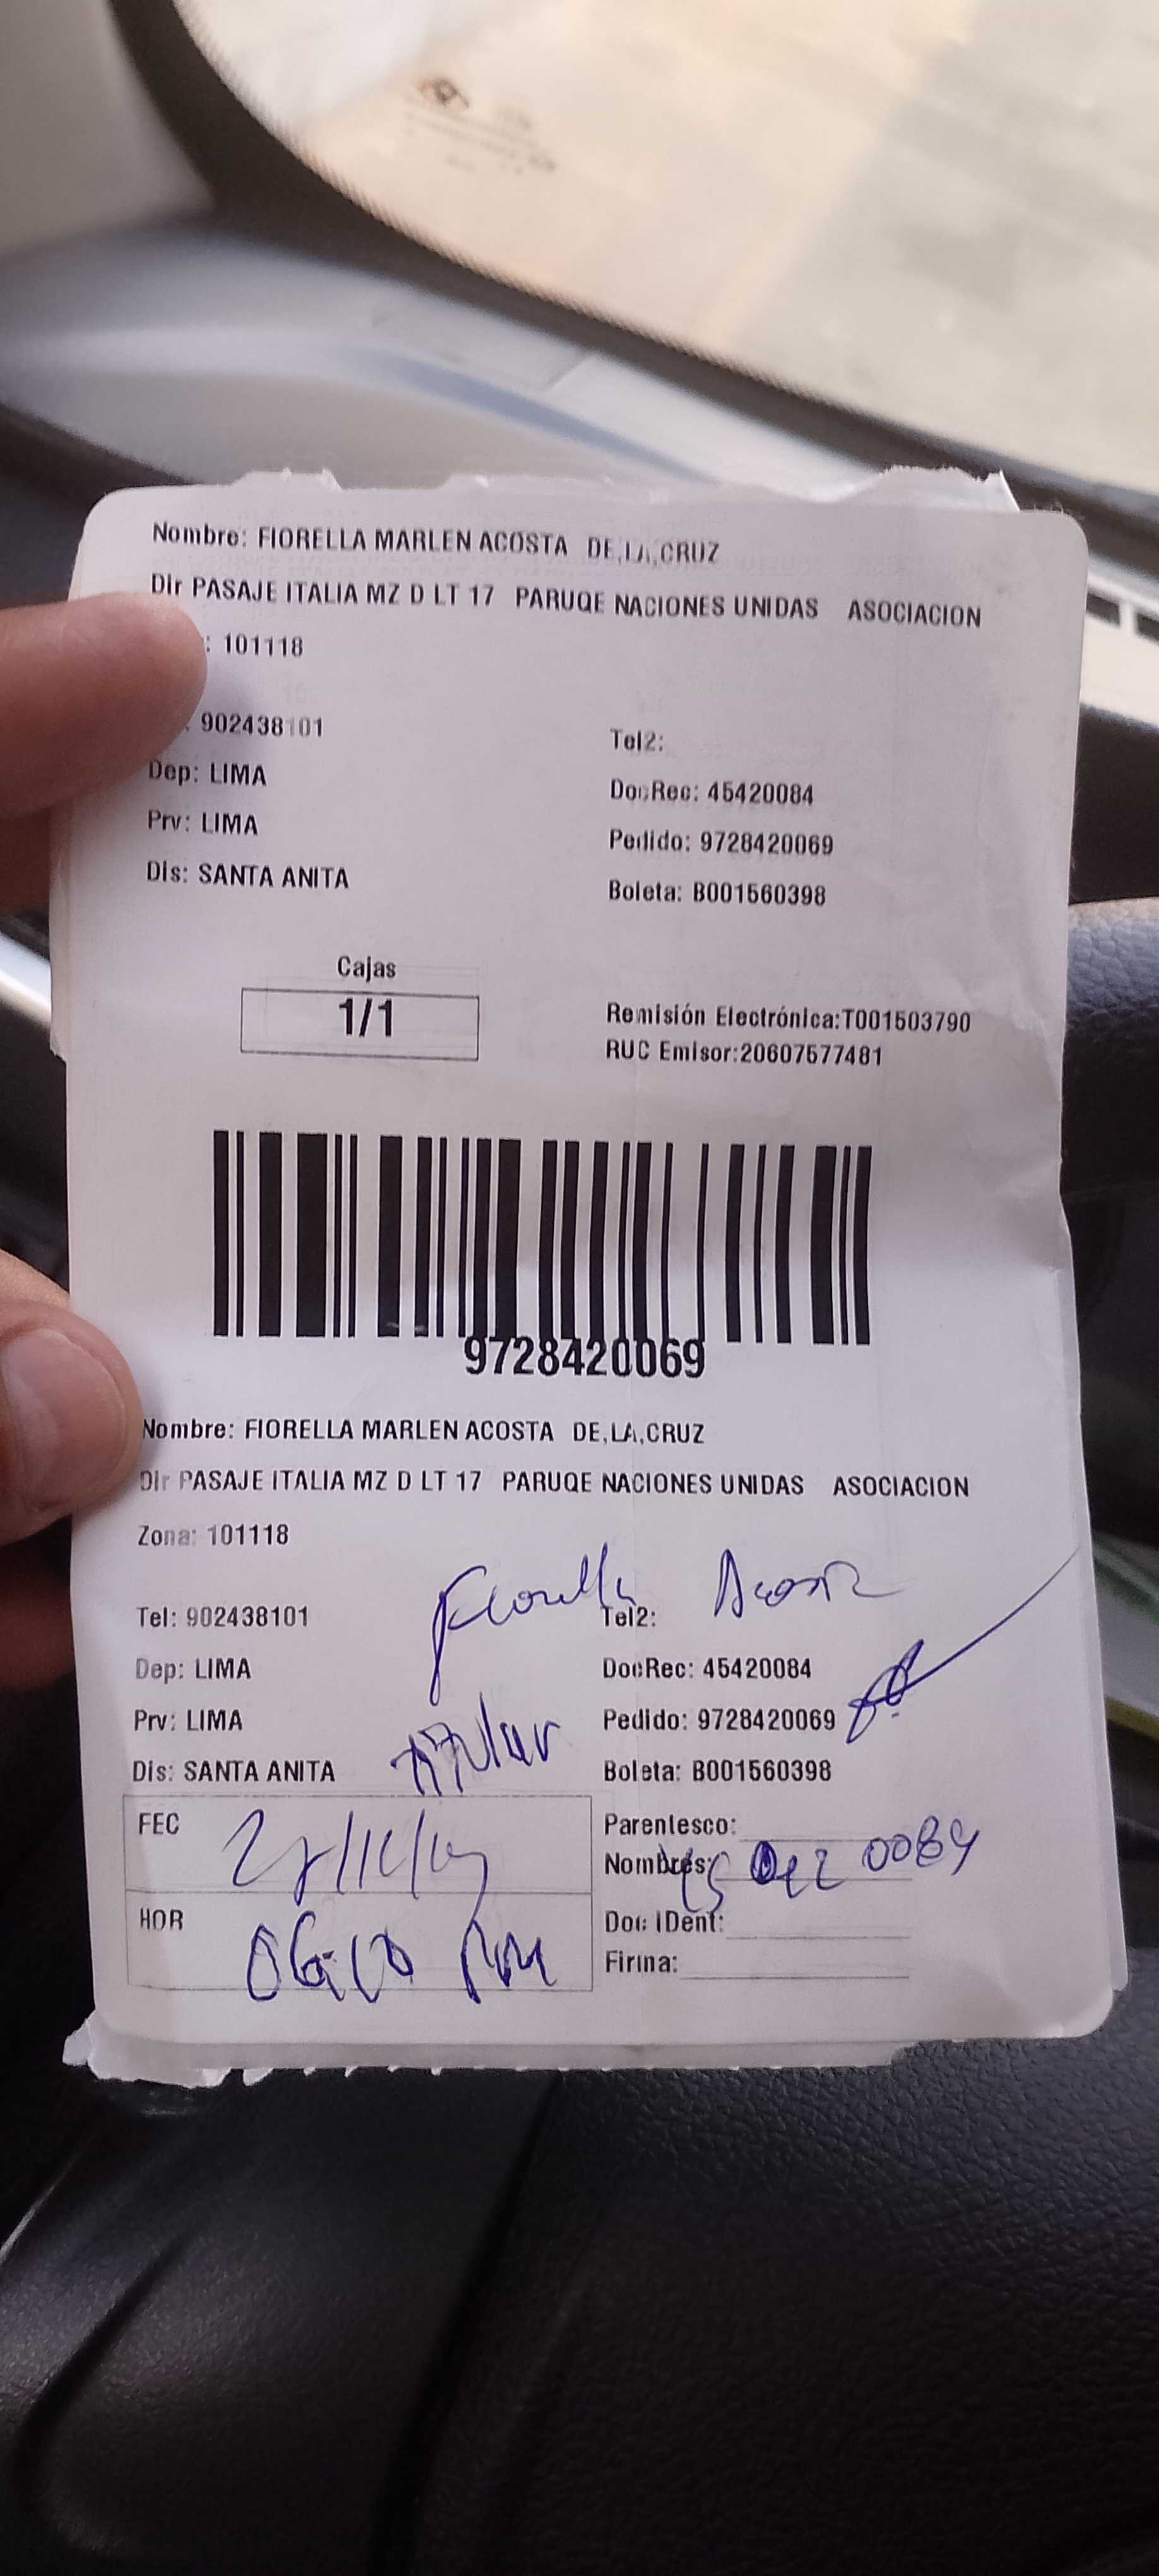 Nombre: FIORELLA MARLEN ACOSTA DE,LA,CRUZ
Dir PASAJE ITALIA MZ D LT 17 PARUQE NACIONES UNIDAS ASOCIACION
: 101118
902438101 Tel2:
Dep: LIMA DocRec: 45420084
Prv: LIMA Pedido: 9728420069
Dis: SANTA ANITA Boleta: B001560398
Cajas
1/1
Remisión Electrónica:T001503790
RUC Emisor:20607577481
9728420069
Nombre: FIORELLA MARLEN ACOSTA DE,LA,CRUZ
Dir PASAJE ITALIA MZ D LT 17 PARUQE NACIONES UNIDAS ASOCIACION
Zona: 101118
Fiorella Acosta
Tel: 902438101 Tel2:
Dep: LIMA DocRec: 45420084
Prv: LIMA Pedido: 9728420069
Titular
Dis: SANTA ANITA Boleta: B001560398
FEC Parentesco:
Nombres: 0084
HOR Doc IDent:
Firma: